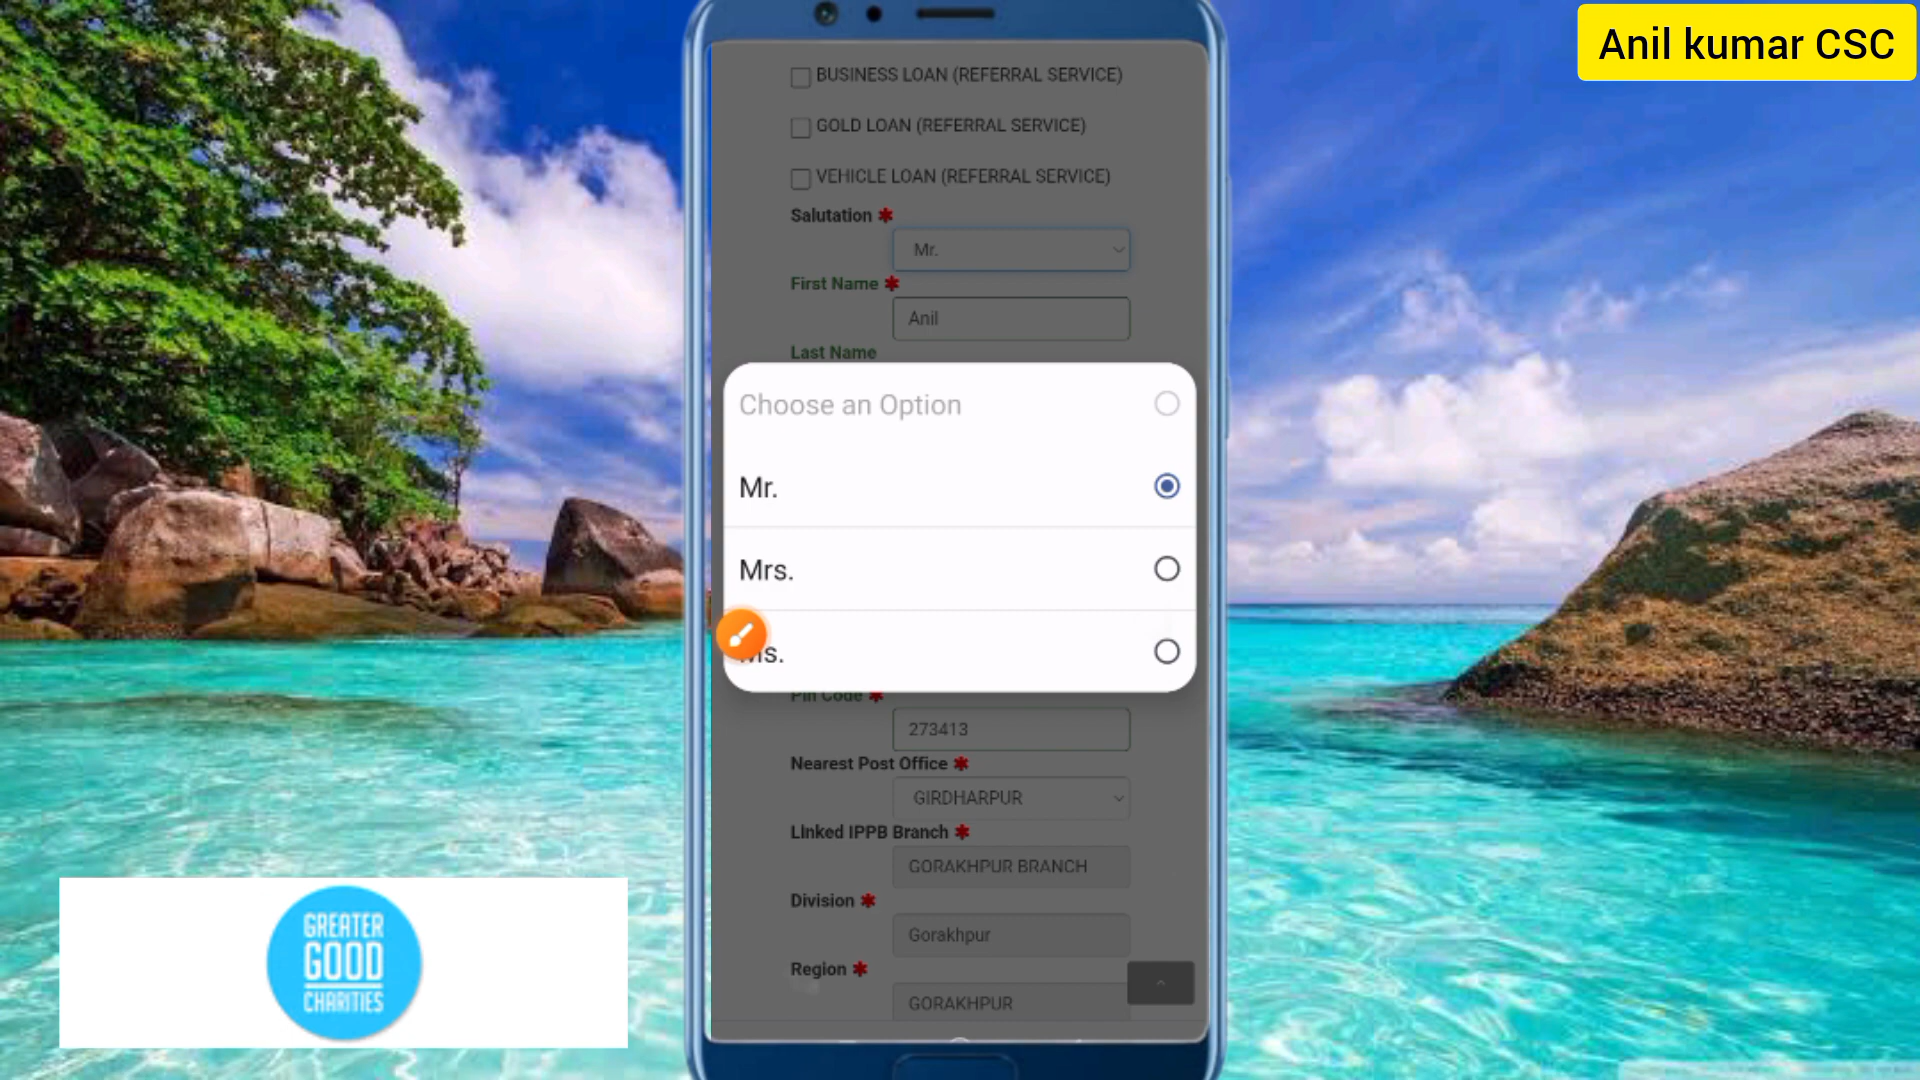 Anil kumar CSC
BUSINESS LOAN (REFERRAL SERVICE)
GOLD LOAN (REFERRAL SERVICE)
VEHICLE LOAN (REFERRAL SERVICE)
Salutation *
Mr.
First Name *
Anil
Last Name
Choose an Option
Mr.
Mrs.
Ms.
Pin Code *
273413
Nearest Post Office *
GIRDHARPUR
Linked IPPB Branch *
GORAKHPUR BRANCH
Division *
Gorakhpur
Region *
GORAKHPUR
GREATER
GOOD
CHARITIES